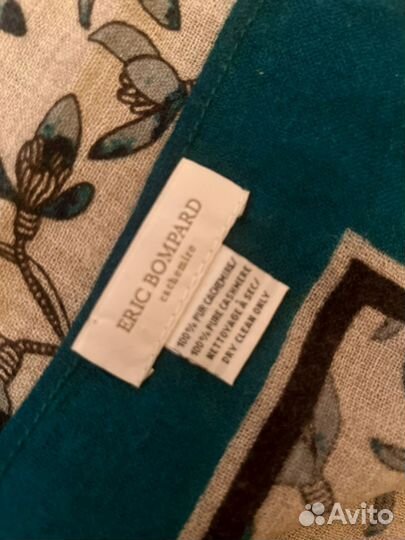 ERIC BOMPARD
cachemire
100% PUR CACHEMIRE/
100% PURE CASHMERE
NETTOYAGE A SEC/
DRY CLEAN ONLY
Avito